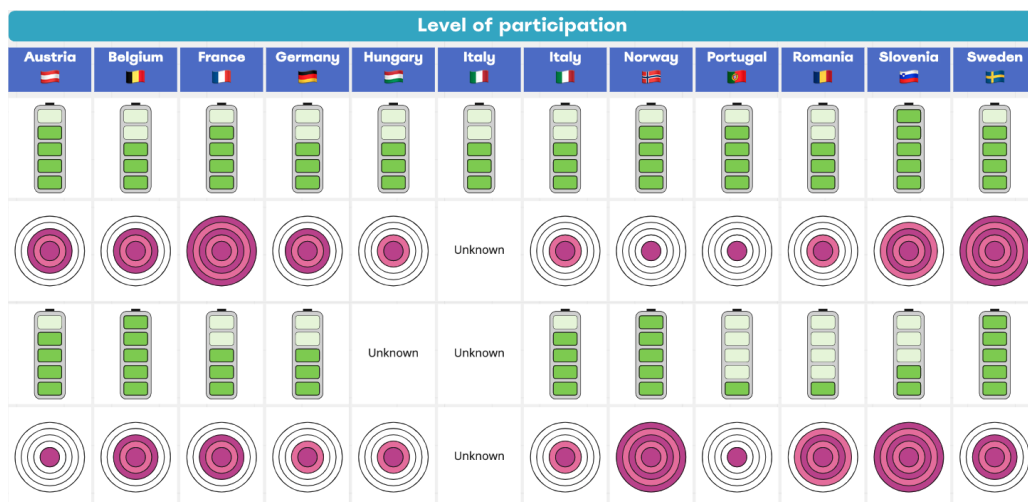 Level of participation
Austria Belgium France Germany Hungary Italy Italy Norway Portugal Romania Slovenia Sweden
Unknown
Unknown Unknown
Unknown